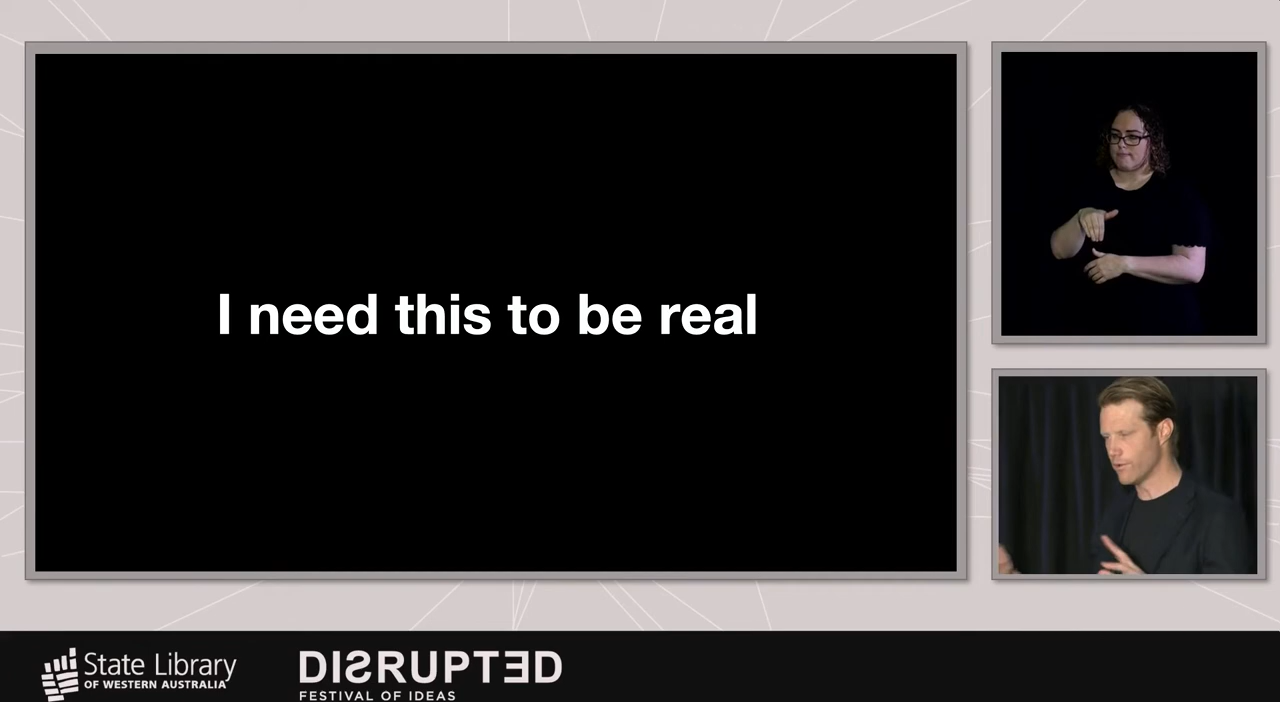 I need this to be real
State Library
OF WESTERN AUSTRALIA
DISRUPTED
FESTIVAL OF IDEAS